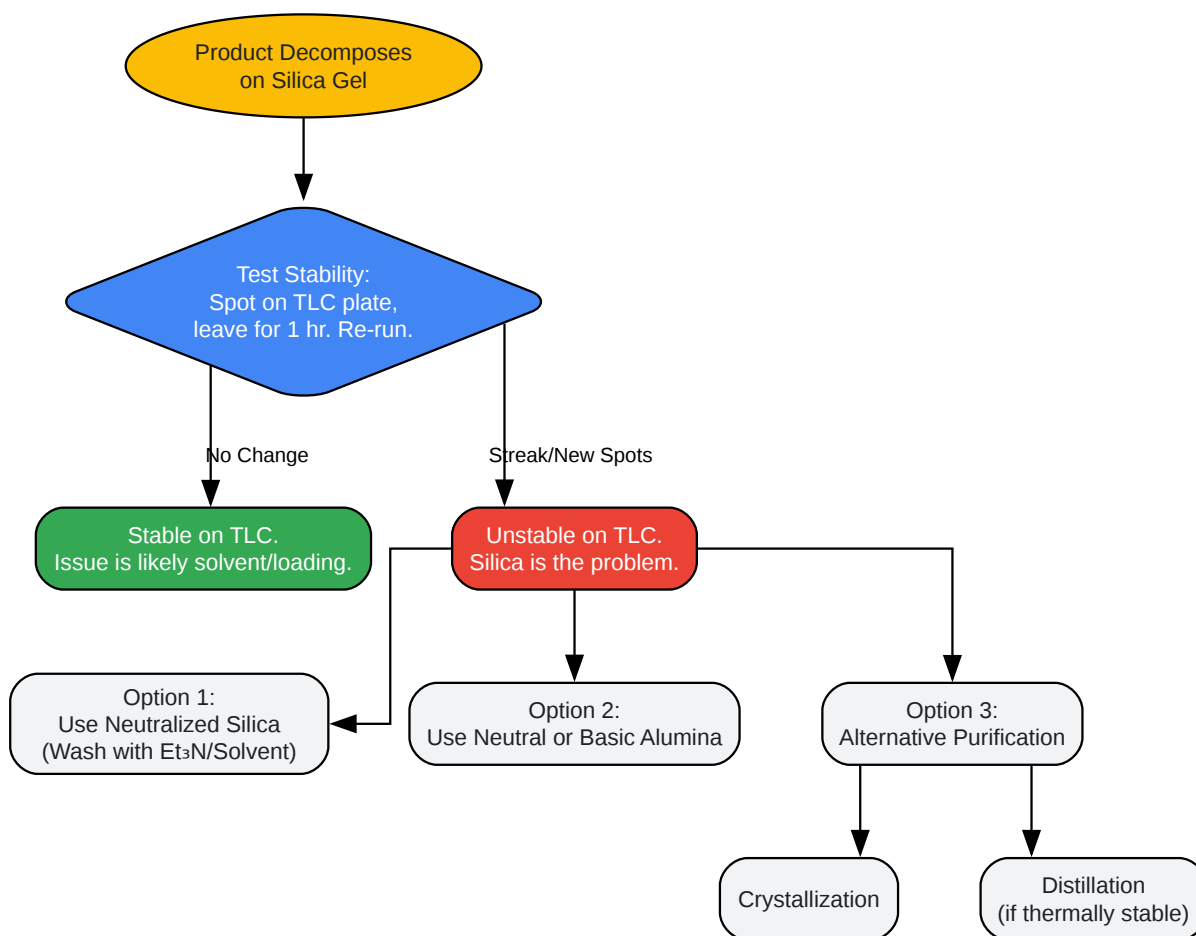 Product Decomposes
on Silica Gel
Test Stability:
Spot on TLC plate,
leave for 1 hr. Re-run.
No Change
Streak/New Spots
Stable on TLC.
Issue is likely solvent/loading.
Unstable on TLC.
Silica is the problem.
Option 1:
Use Neutralized Silica
(Wash with Et₃N/Solvent)
Option 2:
Use Neutral or Basic Alumina
Option 3:
Alternative Purification
Crystallization
Distillation
(if thermally stable)